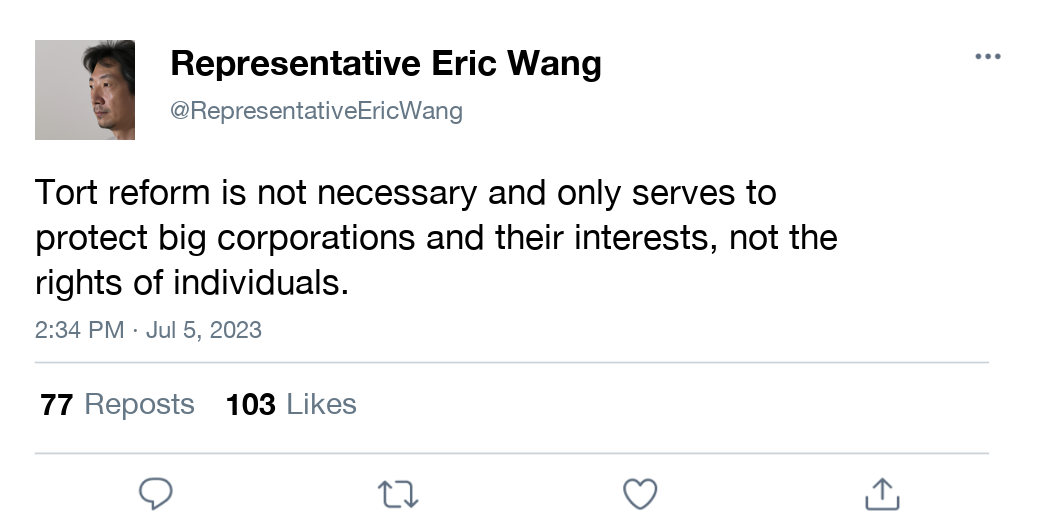 Representative Eric Wang
@RepresentativeEricWang
Tort reform is not necessary and only serves to
protect big corporations and their interests, not the
rights of individuals.
2:34 PM · Jul 5, 2023
77 Reposts 103 Likes